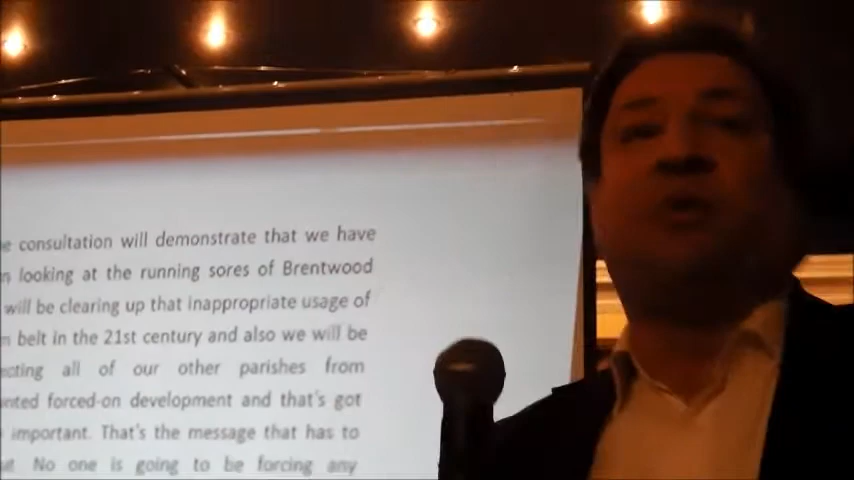 consultation will demonstrate that we have
looking at the running sores of Brentwood
will be clearing up that inappropriate usage of
belt in the 21st century and also we will be
all of our other parishes from
forced-on development and that's got
important. That's the message that has to
No one is going to be forcing any